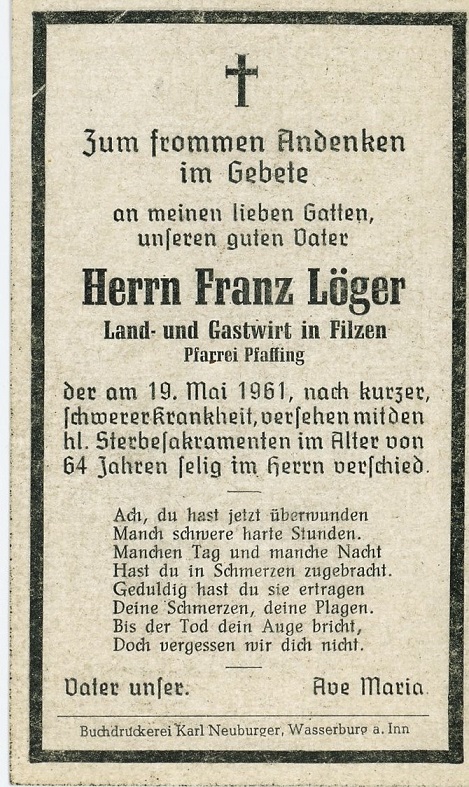 Zum frommen Andenken
im Gebete
an meinen lieben Gatten,
unseren guten Vater
Herrn Franz Löger
Land- und Gastwirt in Filzen
Pfarrei Pfaffing
der am 19. Mai 1961, nach kurzer,
schwerer Krankheit, versehen mit den
hl. Sterbesakramenten im Alter von
64 Jahren selig im Herrn verschied.
Ach, du hast jetzt überwunden
Manch schwere harte Stunden.
Manchen Tag und manche Nacht
Hast du in Schmerzen zugebracht.
Geduldig hast du sie ertragen
Deine Schmerzen, deine Plagen.
Bis der Tod dein Auge bricht,
Doch vergessen wir dich nicht.
Vater unser. Ave Maria
Buchdruckerei Karl Neuburger, Wasserburg a. Inn